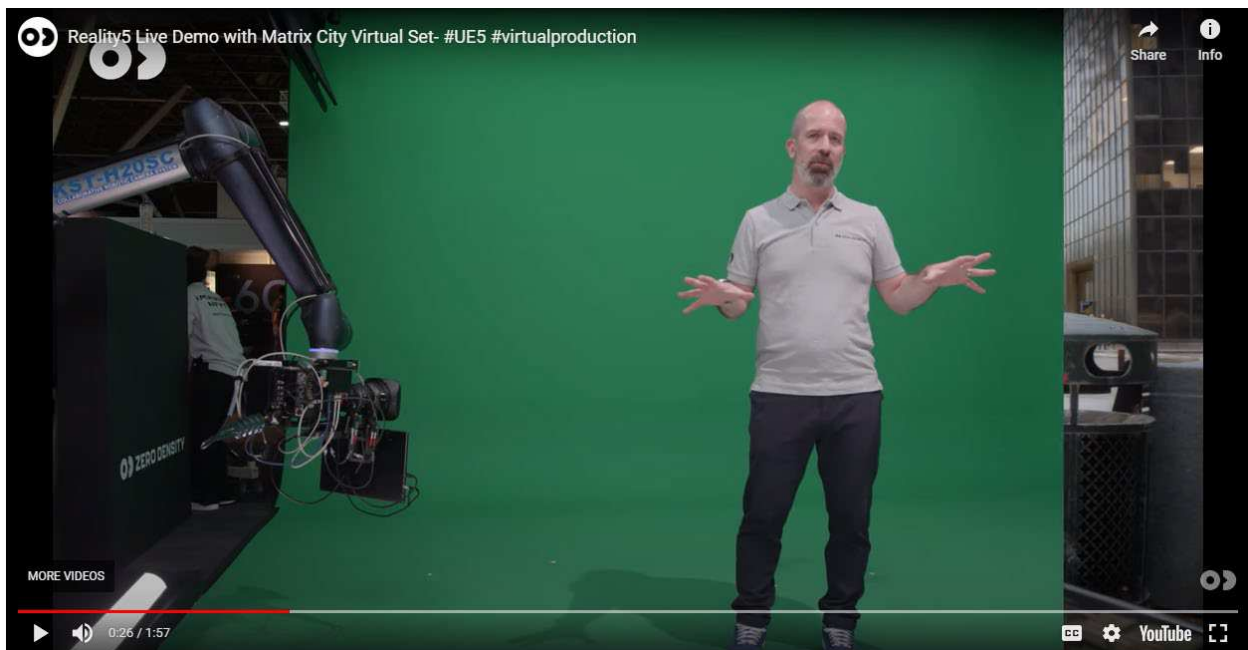 Reality5 Live Demo with Matrix City Virtual Set- #UE5 #virtualproduction
Share
Info
KST-H20SC
ZERO DENSITY
MORE VIDEOS
0:26 / 1:57
CC
YouTube